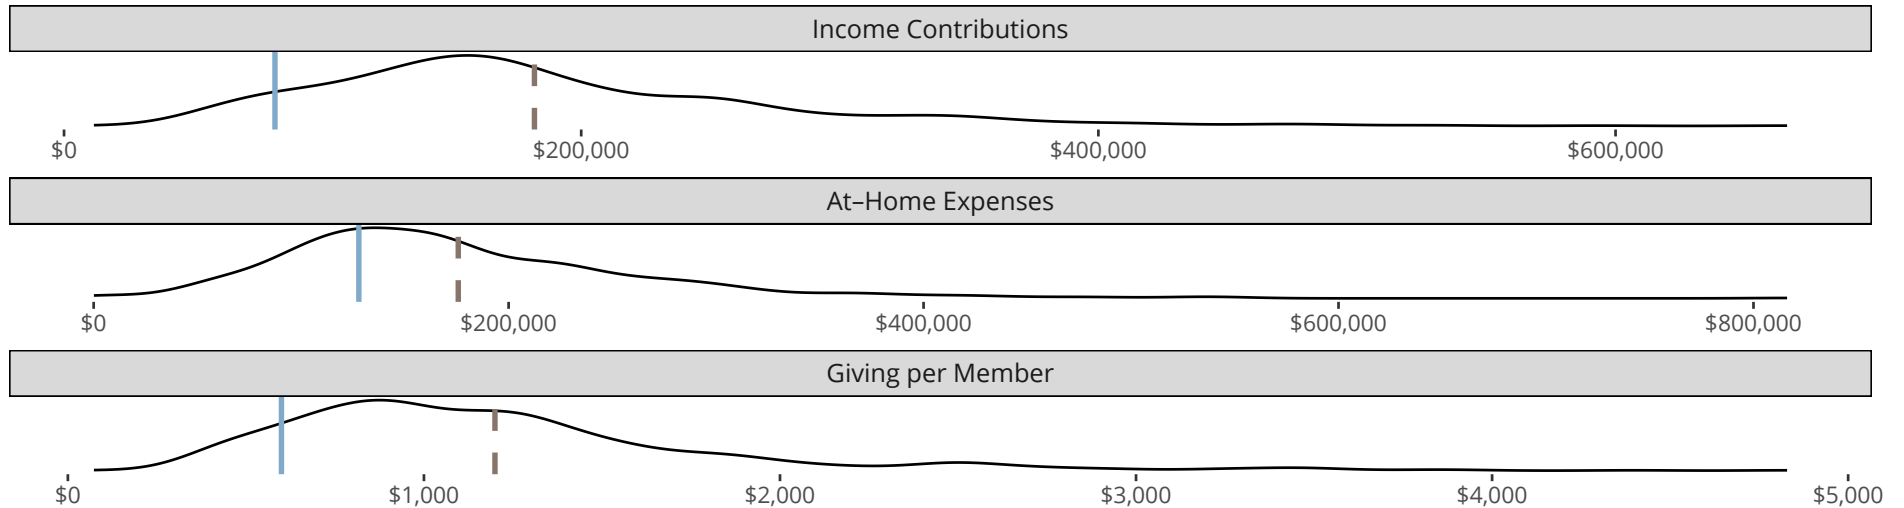 Income Contributions
$0 $200,000 $400,000 $600,000
At–Home Expenses
$0 $200,000 $400,000 $600,000 $800,000
Giving per Member
$0 $1,000 $2,000 $3,000 $4,000 $5,000